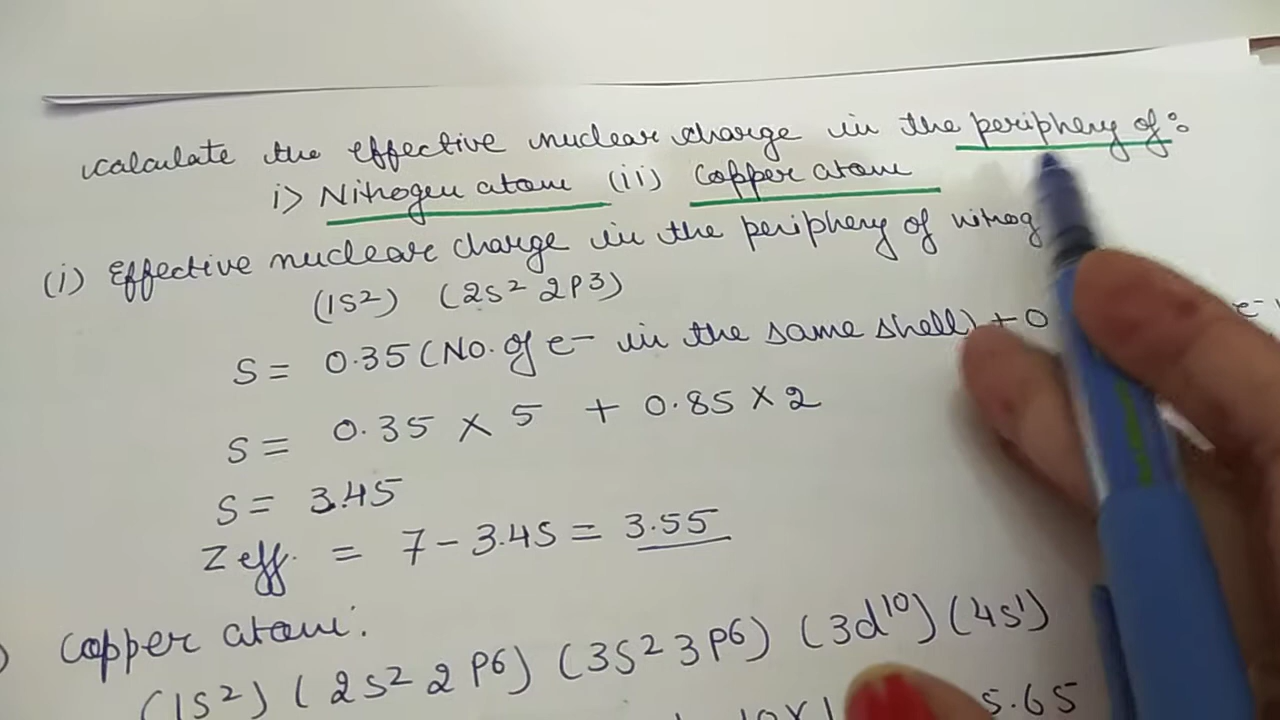 calculate the effective nuclear charge in the periphery of:
i) Nitrogen atom (ii) Copper atom
(i) Effective nuclear charge in the periphery of nitrog
(1s²) (2s² 2p3)
S = 0.35 (No. of e- in the same shell) + 0 e-
S = 0.35 × 5 + 0.85 × 2
S = 3.45
Zeff. = 7 - 3.45 = 3.55
) Copper atom:
(1s²) (2s² 2p6) (3s² 3p6) (3d¹⁰) (4s¹)
10×1 5.65